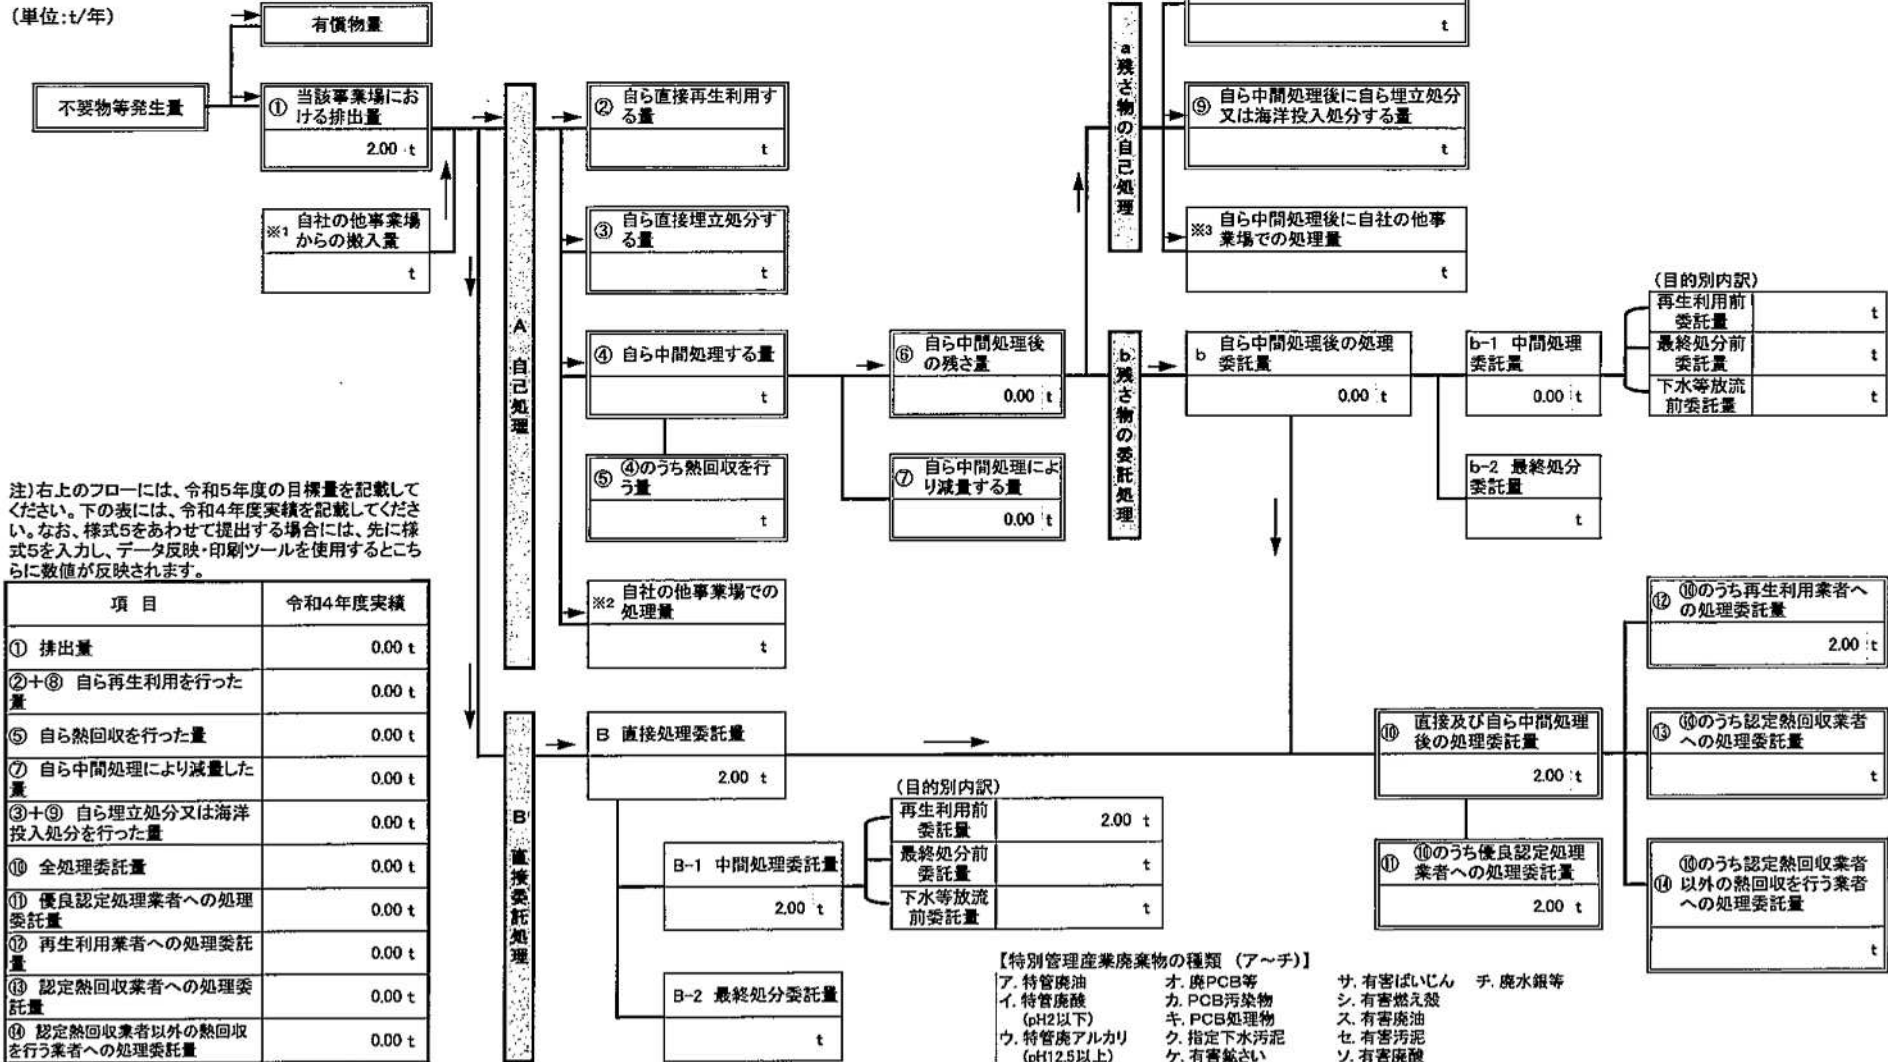 (単位:t/年)
有償物量
不要物等発生量
① 当該事業場にお
ける排出量
2.00 t
※1 自社の他事業場
からの搬入量
t
A 自己処理
② 自ら直接再生利用す
る量
t
③ 自ら直接埋立処分す
る量
t
④ 自ら中間処理する量
t
⑤ ④のうち熱回収を行
う量
t
※2 自社の他事業場での
処理量
t
⑥ 自ら中間処理後
の残さ量
0.00 t
⑦ 自ら中間処理によ
り減量する量
0.00 t
a 残さ物の自己処理
t
⑨ 自ら中間処理後に自ら埋立処分
又は海洋投入処分する量
t
※3 自ら中間処理後に自社の他事
業場での処理量
t
b 残さ物の委託処理
b 自ら中間処理後の処理
委託量
0.00 t
b-1 中間処理
委託量
0.00 t
b-2 最終処分
委託量
t
(目的別内訳)
再生利用前
委託量
t
最終処分前
委託量
t
下水等放流
前委託量
t
注)右上のフローには、令和5年度の目標量を記載して
ください。下の表には、令和4年度実績を記載してくださ
い。なお、様式5をあわせて提出する場合には、先に様
式5を入力し、データ反映・印刷ツールを使用するとこち
らに数値が反映されます。
項 目 令和4年度実績
① 排出量 0.00 t
②+⑧ 自ら再生利用を行った
量 0.00 t
⑤ 自ら熱回収を行った量 0.00 t
⑦ 自ら中間処理により減量した
量 0.00 t
③+⑨ 自ら埋立処分又は海洋
投入処分を行った量 0.00 t
⑩ 全処理委託量 0.00 t
⑪ 優良認定処理業者への処理
委託量 0.00 t
⑫ 再生利用業者への処理委託
量 0.00 t
⑬ 認定熱回収業者への処理委
託量 0.00 t
⑭ 認定熱回収業者以外の熱回収
を行う業者への処理委託量 0.00 t
B 直接委託処理
B 直接処理委託量
2.00 t
B-1 中間処理委託量
2.00 t
B-2 最終処分委託量
t
(目的別内訳)
再生利用前
委託量
2.00 t
最終処分前
委託量
t
下水等放流
前委託量
t
⑩ 直接及び自ら中間処理
後の処理委託量
2.00 t
⑪ ⑩のうち優良認定処理
業者への処理委託量
2.00 t
⑫ ⑩のうち再生利用業者へ
の処理委託量
2.00 t
⑬ ⑩のうち認定熱回収業者
への処理委託量
t
⑭ ⑩のうち認定熱回収業者
以外の熱回収を行う業者
への処理委託量
t
【特別管理産業廃棄物の種類 (ア~チ)】
ア. 特管廃油 オ. 廃PCB等 サ. 有害ばいじん チ. 廃水銀等
イ. 特管廃酸 カ. PCB汚染物 シ. 有害燃え殻
(pH2以下) キ. PCB処理物 ス. 有害廃油
ウ. 特管廃アルカリ ク. 指定下水汚泥 セ. 有害汚泥
(pH12.5以上) ケ. 有害鉱さい ソ. 有害廃酸